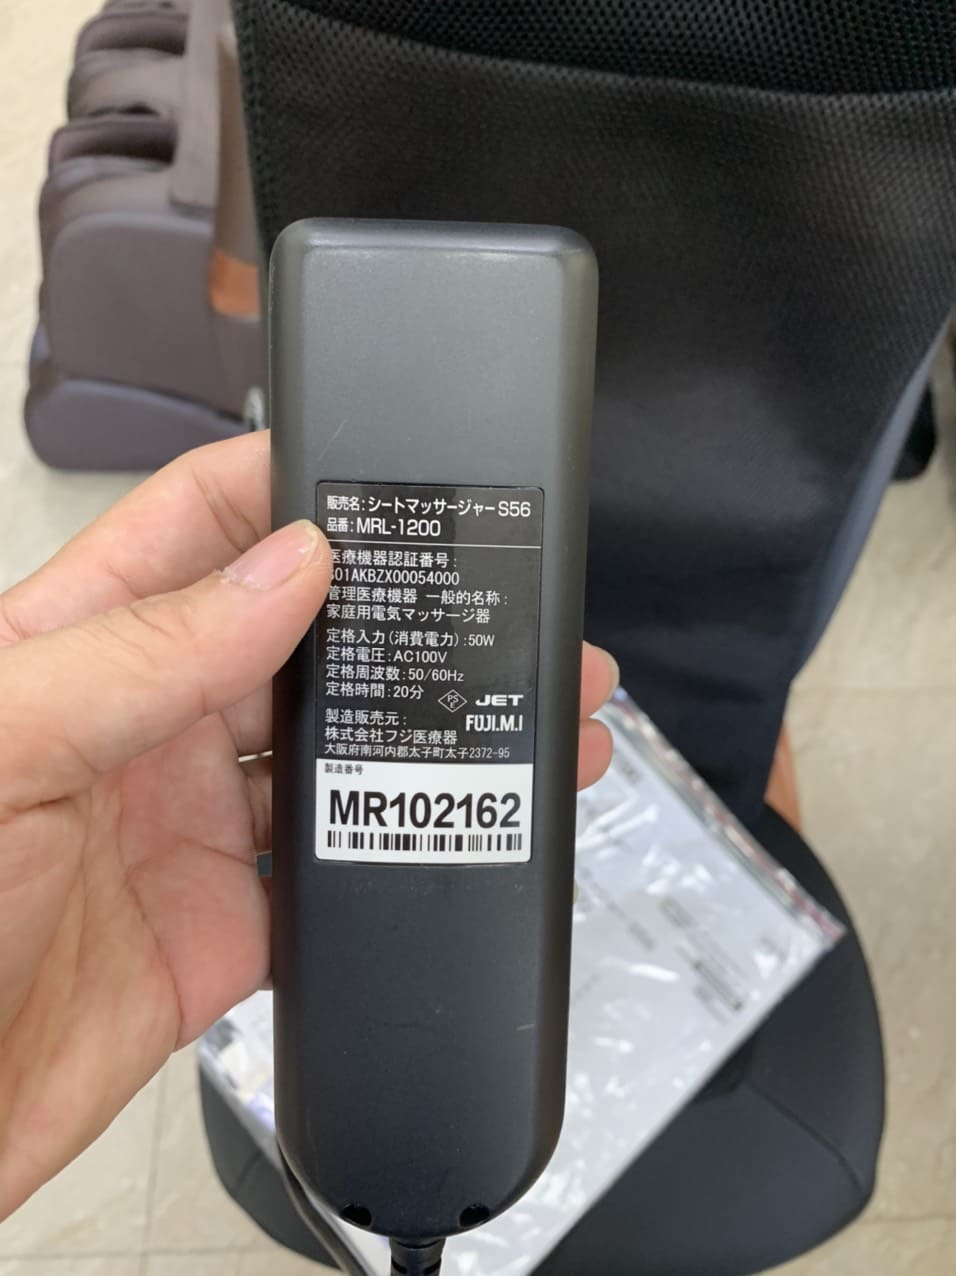 販売名:シートマッサージャーS56
品番:MRL-1200
医療機器認証番号:
301AKBZX00054000
管理医療機器 一般的名称:
家庭用電気マッサージ器
定格入力(消費電力):50W
定格電圧:AC100V
定格周波数:50/60Hz
定格時間:20分
PS
E
JET
製造販売元:
FUJI.M.I
株式会社フジ医療器
大阪府南河内郡太子町太子2372-95
製造番号
MR102162